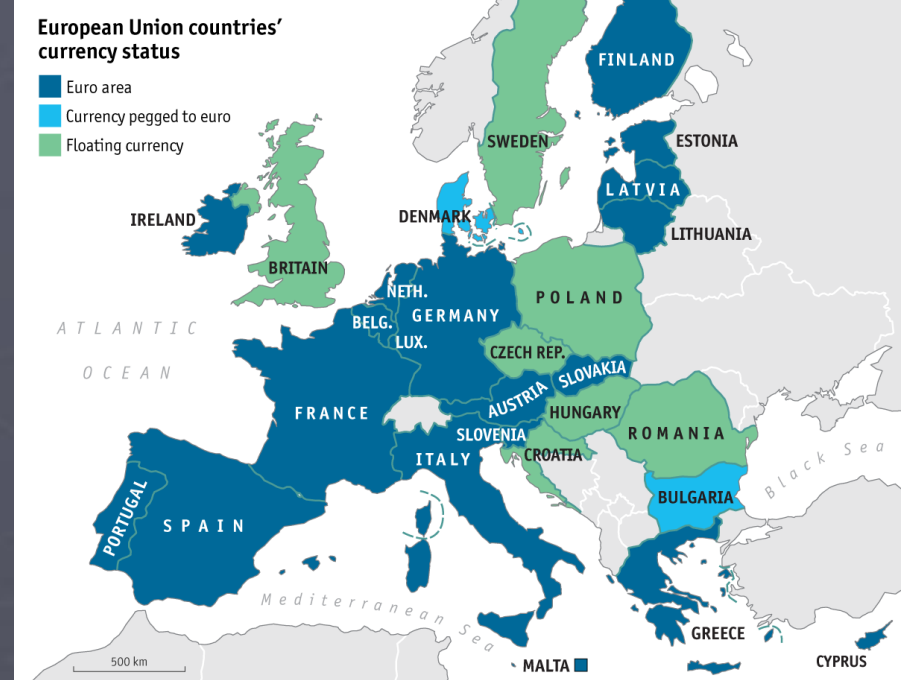 European Union countries'
currency status
Euro area
Currency pegged to euro
Floating currency
FINLAND
SWEDEN
ESTONIA
LATVIA
LITHUANIA
IRELAND
DENMARK
BRITAIN
NETH.
POLAND
GERMANY
BELG.
LUX.
ATLANTIC
OCEAN
CZECH REP.
SLOVAKIA
AUSTRIA
FRANCE
HUNGARY
ROMANIA
SLOVENIA
CROATIA
ITALY
Black Sea
BULGARIA
PORTUGAL
SPAIN
Mediterranean Sea
GREECE
500 km
MALTA
CYPRUS